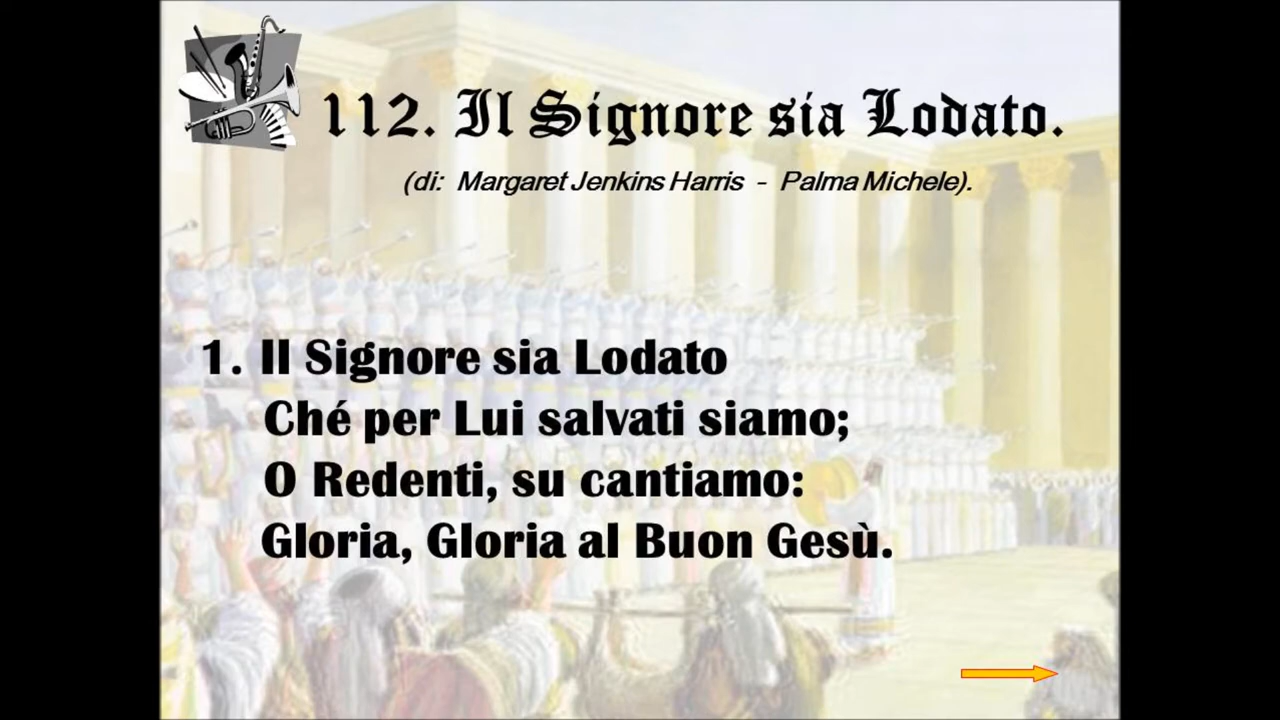 112. Il Signore sia Lodato.
(di: Margaret Jenkins Harris - Palma Michele).
1. Il Signore sia Lodato
Ché per Lui salvati siamo;
O Redenti, su cantiamo:
Gloria, Gloria al Buon Gesù.